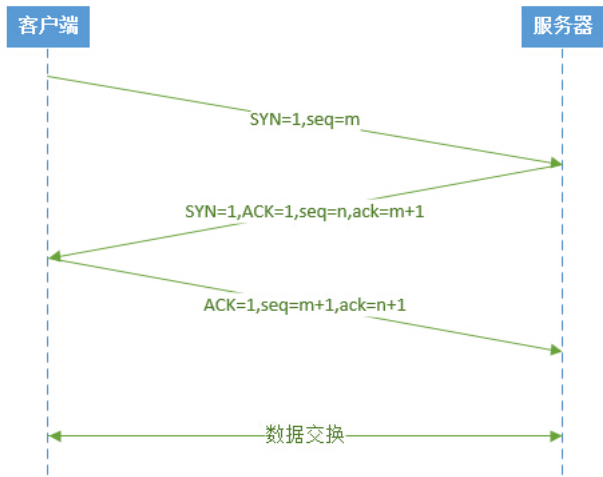 客户端
服务器
SYN=1,seq=m
SYN=1,ACK=1,seq=n,ack=m+1
ACK=1,seq=m+1,ack=n+1
数据交换